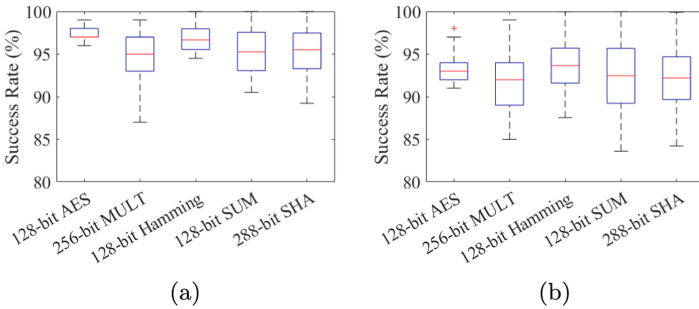 100
95
90
85
80
Success Rate (%)
128-bit AES
256-bit MULT
128-bit Hamming
128-bit SUM
288-bit SHA
(a)
100
95
90
85
80
Success Rate (%)
128-bit AES
256-bit MULT
128-bit Hamming
128-bit SUM
288-bit SHA
(b)